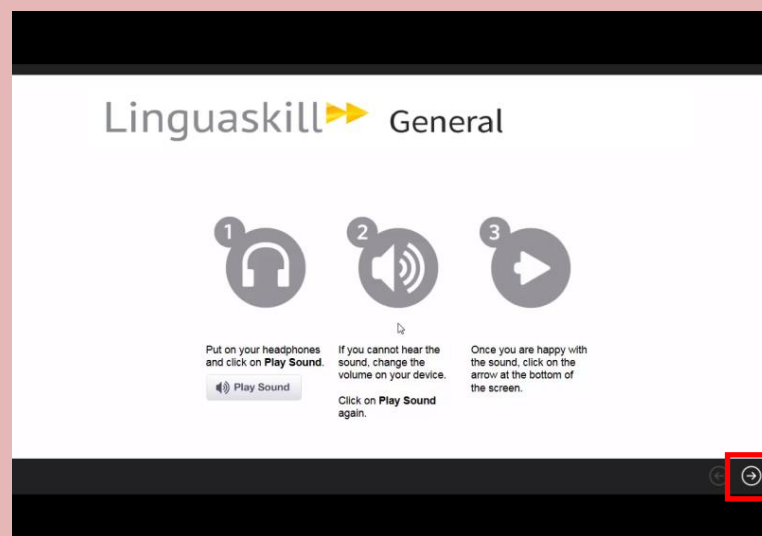 Linguaskill General
1
2
3
Put on your headphones
and click on Play Sound.
Play Sound
If you cannot hear the
sound, change the
volume on your device.
Click on Play Sound
again.
Once you are happy with
the sound, click on the
arrow at the bottom of
the screen.